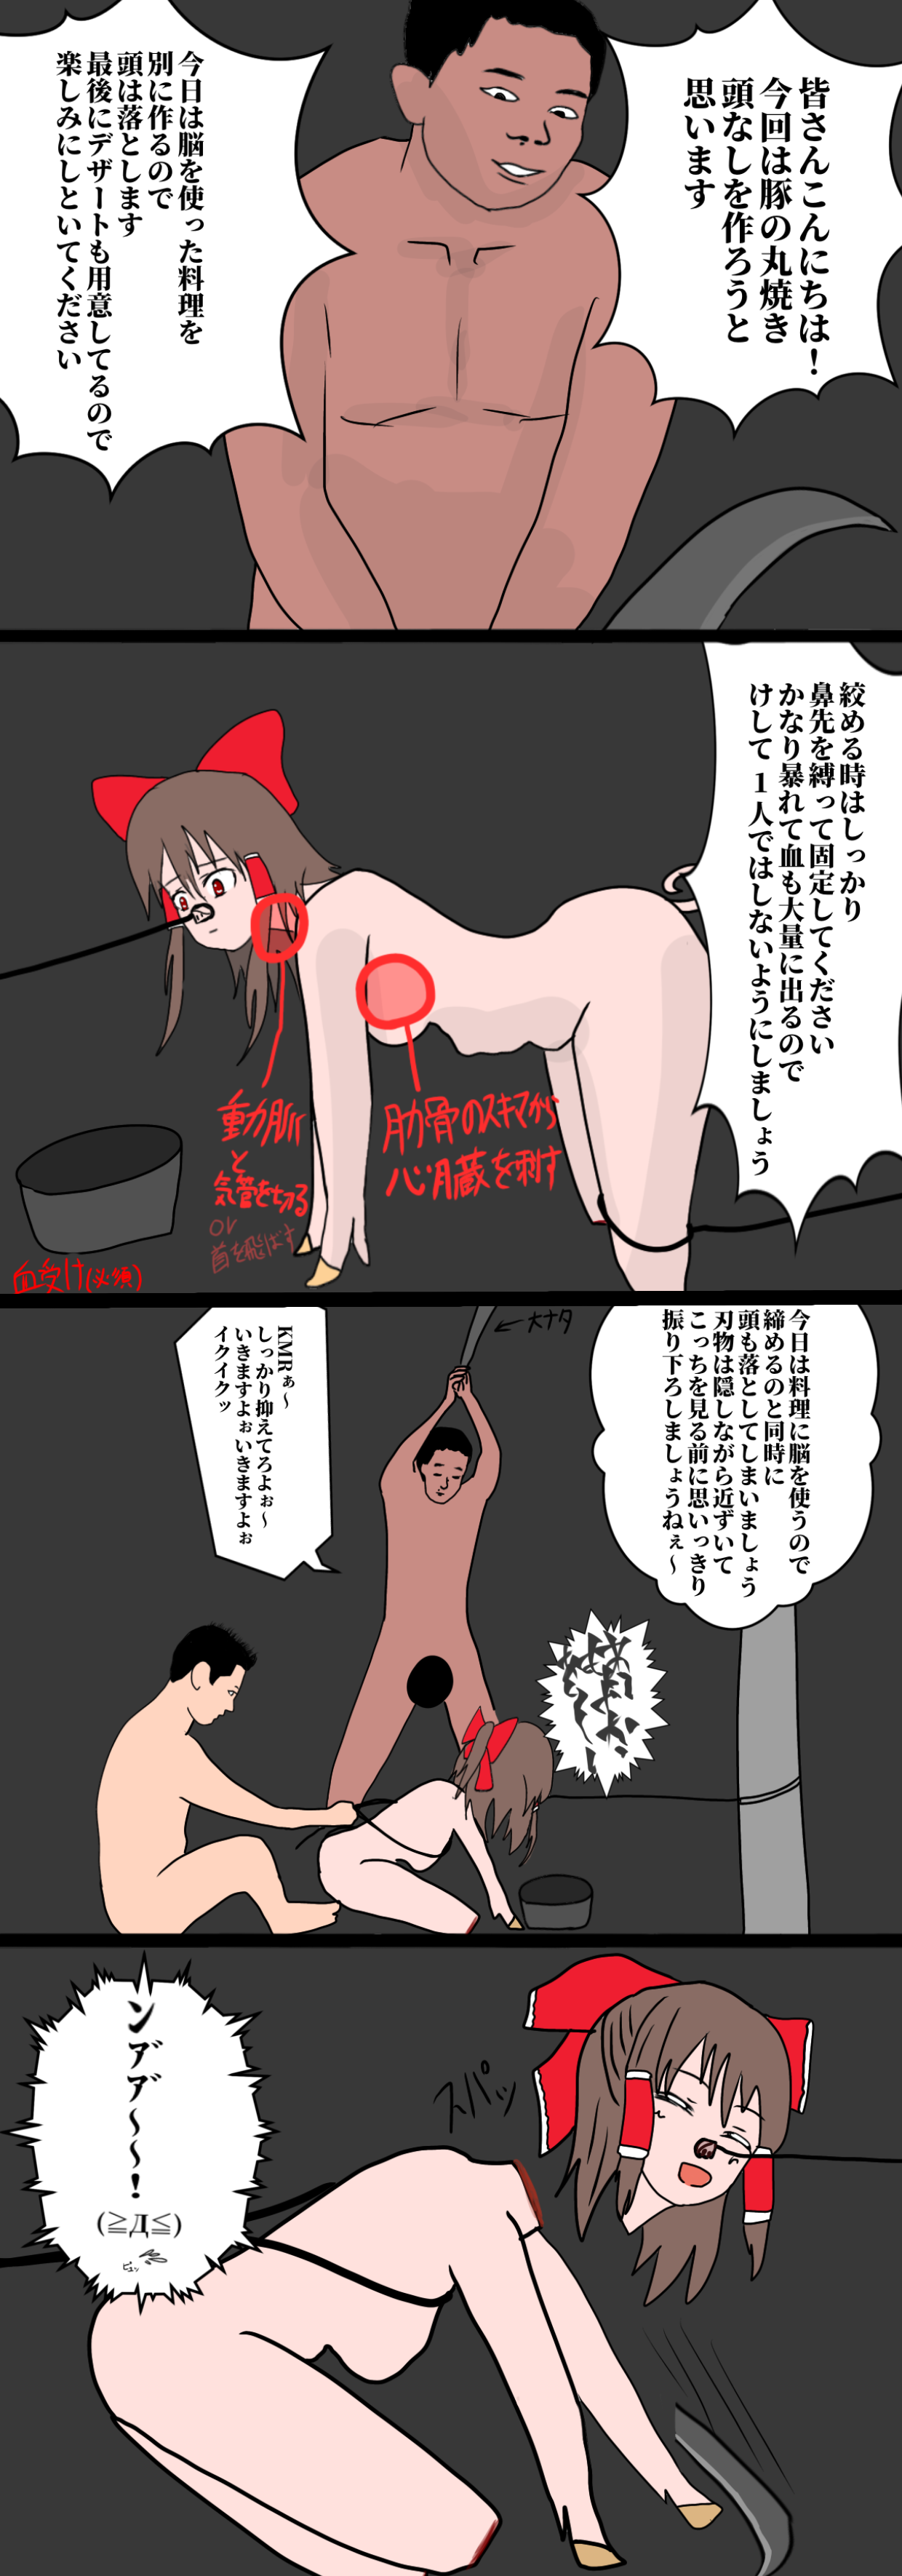 皆さんこんにちは！
今回は豚の丸焼き
頭なしを作ろうと
思います
今日は脳を使った料理を
別に作るので
頭は落とします
最後にデザートも用意してるので
楽しみにしといてください
絞める時はしっかり
鼻先を縛って固定してください
かなり暴れて血も大量に出るので
けして１人ではしないようにしましょう
動脈
と
気管を切る
or
首を飛ばす
肋骨のスキマから
心臓を刺す
血受け(必須)
今日は料理に脳を使うので
締めるのと同時に
頭も落としてしまいましょう
刃物は隠しながら近ずいて
こっちを見る前に思いっきり
振り下ろしましょうねぇ～
←大ナタ
KMRぁ～
しっかり抑えてろよぉ～
いきますよぉいきますよぉ
イクイクッ
スパッ
ンアﾞアﾞ～～！
(≧Д≦)
ピュッ